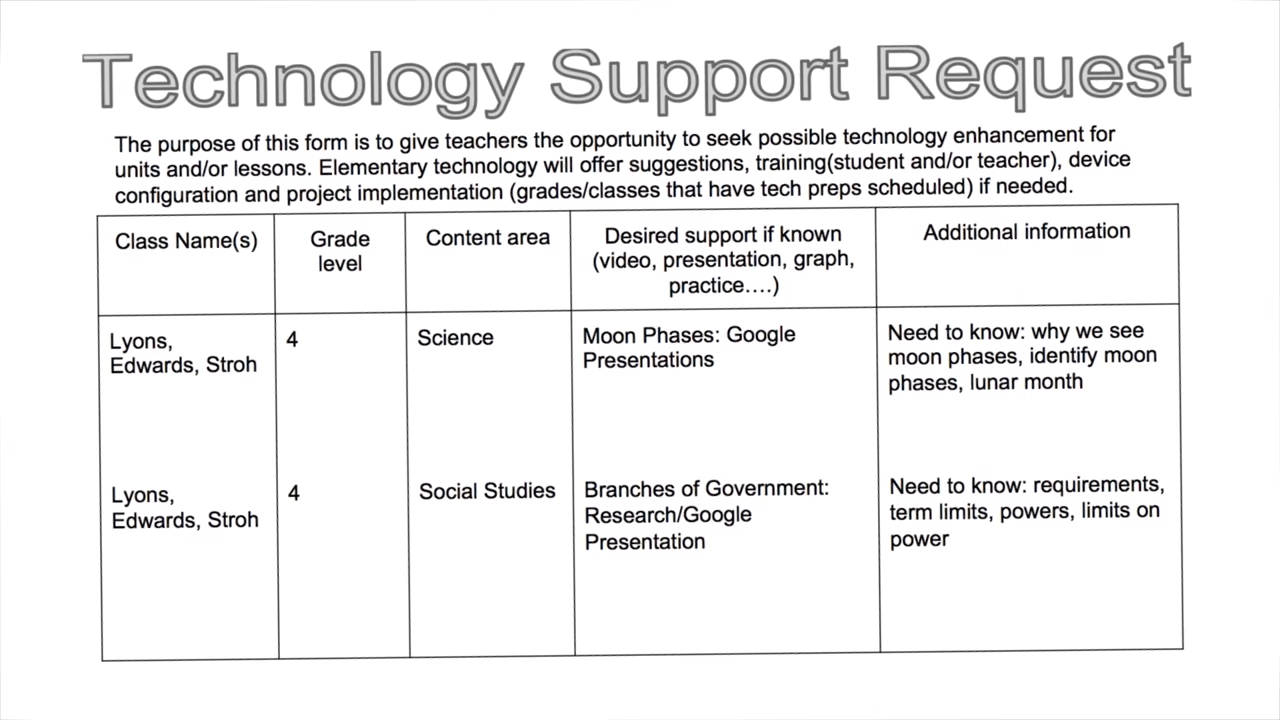 Technology Support Request
The purpose of this form is to give teachers the opportunity to seek possible technology enhancement for
units and/or lessons. Elementary technology will offer suggestions, training(student and/or teacher), device
configuration and project implementation (grades/classes that have tech preps scheduled) if needed.
Class Name(s)
Grade
level
Content area
Desired support if known
(video, presentation, graph,
practice….)
Additional information
Lyons,
Edwards, Stroh
4
Science
Moon Phases: Google
Presentations
Need to know: why we see
moon phases, identify moon
phases, lunar month
Lyons,
Edwards, Stroh
4
Social Studies
Branches of Government:
Research/Google
Presentation
Need to know: requirements,
term limits, powers, limits on
power